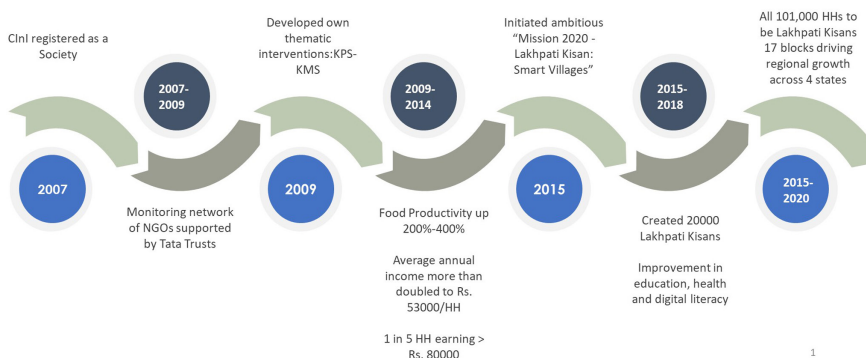 CInI registered as a
Society
2007
2007-
2009
Monitoring network
of NGOs supported
by Tata Trusts
Developed own
thematic
interventions:KPS-
KMS
2009
2009-
2014
Food Productivity up
200%-400%
Average annual
income more than
doubled to Rs.
53000/HH
1 in 5 HH earning >
Rs. 80000
Initiated ambitious
“Mission 2020 -
Lakhpati Kisan:
Smart Villages”
2015
2015-
2018
Created 20000
Lakhpati Kisans
Improvement in
education, health
and digital literacy
All 101,000 HHs to
be Lakhpati Kisans
17 blocks driving
regional growth
across 4 states
2015-
2020
1